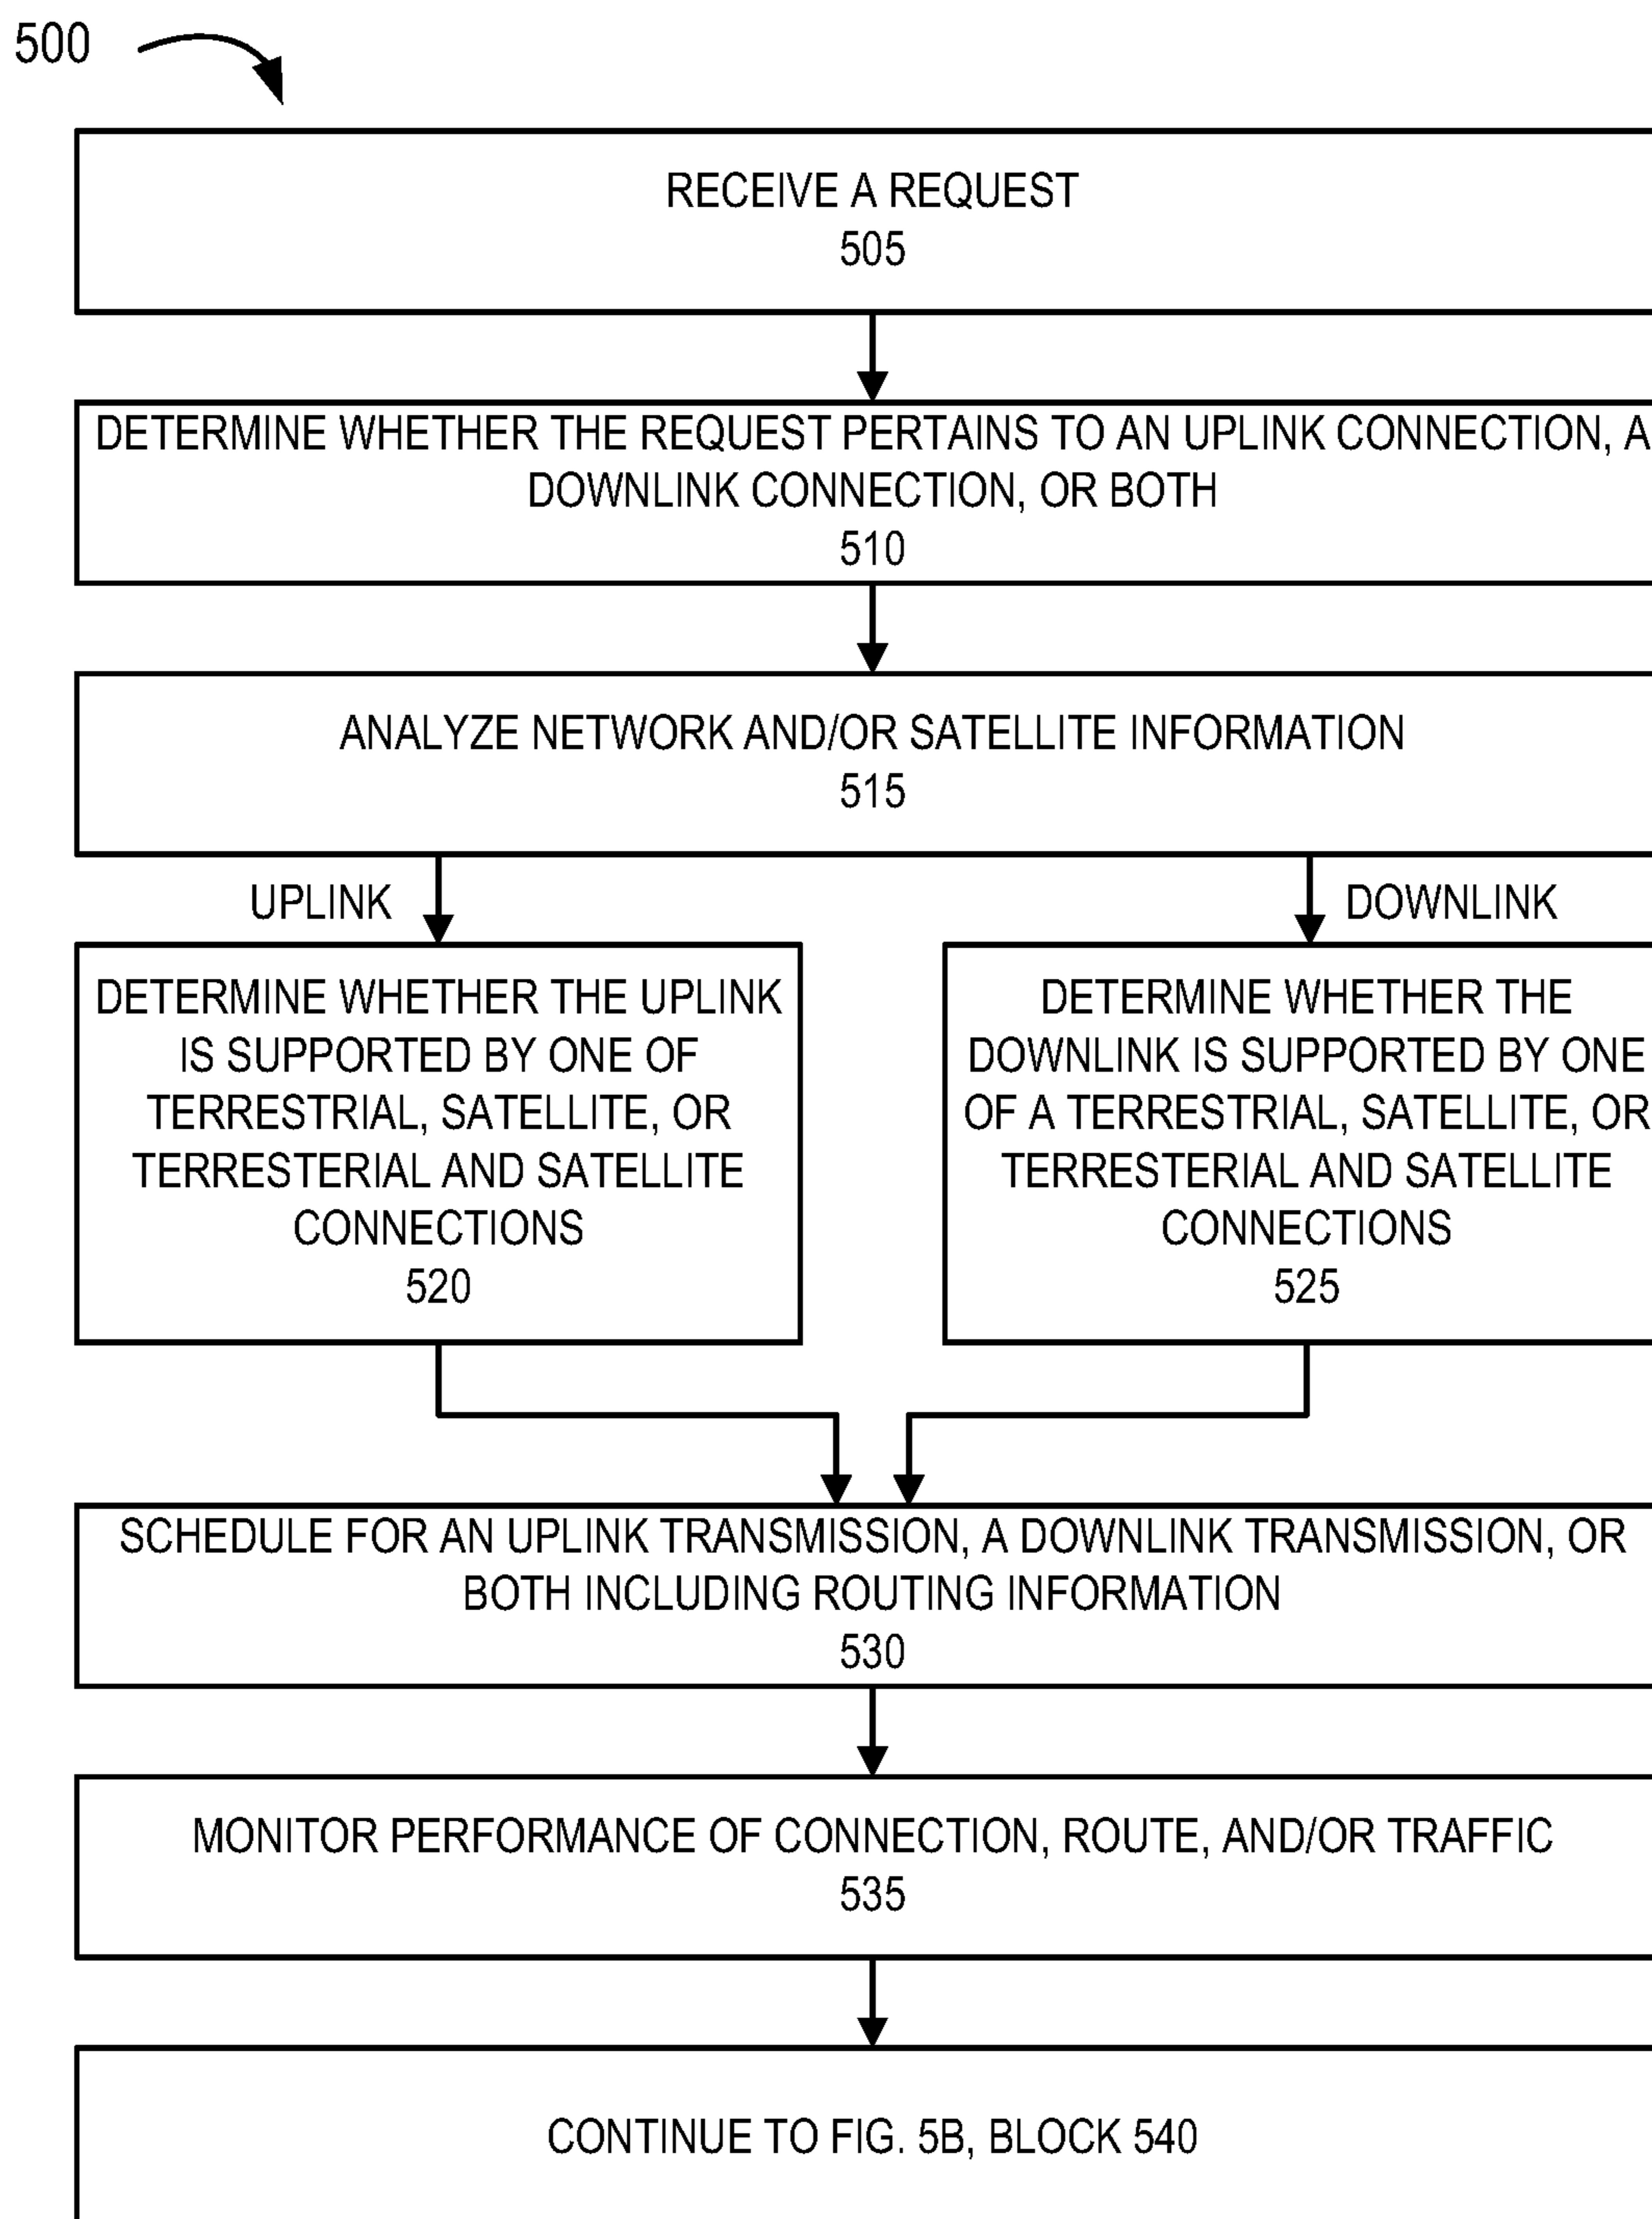 500
RECEIVE A REQUEST
505
DETERMINE WHETHER THE REQUEST PERTAINS TO AN UPLINK CONNECTION, A
DOWNLINK CONNECTION, OR BOTH
510
ANALYZE NETWORK AND/OR SATELLITE INFORMATION
515
UPLINK
DOWNLINK
DETERMINE WHETHER THE UPLINK
IS SUPPORTED BY ONE OF
TERRESTRIAL, SATELLITE, OR
TERRESTERIAL AND SATELLITE
CONNECTIONS
520
DETERMINE WHETHER THE
DOWNLINK IS SUPPORTED BY ONE
OF A TERRESTRIAL, SATELLITE, OR
TERRESTERIAL AND SATELLITE
CONNECTIONS
525
SCHEDULE FOR AN UPLINK TRANSMISSION, A DOWNLINK TRANSMISSION, OR
BOTH INCLUDING ROUTING INFORMATION
530
MONITOR PERFORMANCE OF CONNECTION, ROUTE, AND/OR TRAFFIC
535
CONTINUE TO FIG. 5B, BLOCK 540